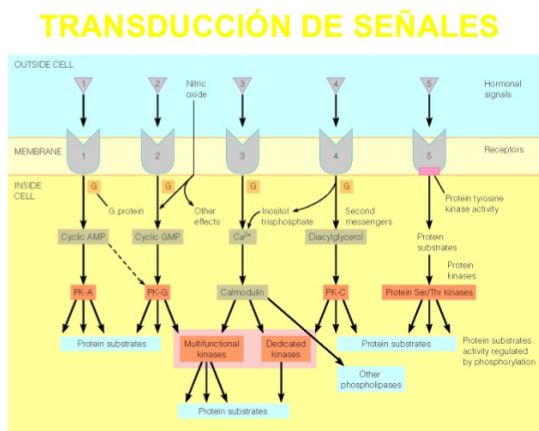 TRANSDUCCIÓN DE SEÑALES
OUTSIDE CELL
1
2
Nitric
oxide
3
4
5
Hormonal
signals
MEMBRANE
1
2
3
4
5
Receptors
INSIDE
CELL
G
G
G
G
G protein
Other
effects
Inositol
trisphosphate
Second
messengers
Protein tyrosine
kinase activity
Cyclic AMP
Cyclic GMP
Ca2+
Diacylglycerol
Protein
substrates
Protein
kinases
PK-A
PK-G
Calmodulin
PK-C
Protein Ser/Thr kinases
Protein substrates
Multifunctional
kinases
Dedicated
kinases
Protein substrates
Protein substrates:
activity regulated
by phosphorylation
Other
phospholipases
Protein substrates